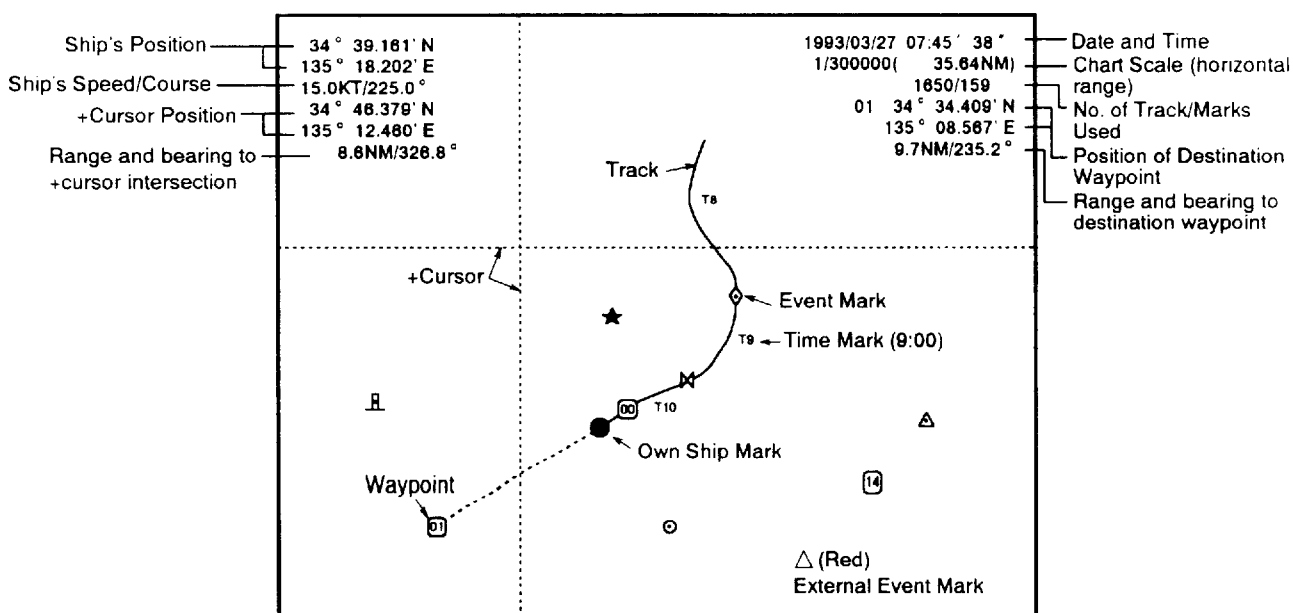 Ship's Position
Ship's Speed/Course
+Cursor Position
Range and bearing to
+cursor intersection
34° 39.161' N
135° 18.202' E
15.0KT/225.0°
34° 46.379' N
135° 12.460' E
8.6NM/326.8°
1993/03/27 07:45' 38"
1/300000( 35.64NM)
1650/159
01 34° 34.409' N
135° 08.567' E
9.7NM/235.2°
Date and Time
Chart Scale (horizontal
range)
No. of Track/Marks
Used
Position of Destination
Waypoint
Range and bearing to
destination waypoint
Track
T8
+Cursor
Event Mark
T9
Time Mark (9:00)
00
T10
Own Ship Mark
Waypoint
14
01
(Red)
External Event Mark